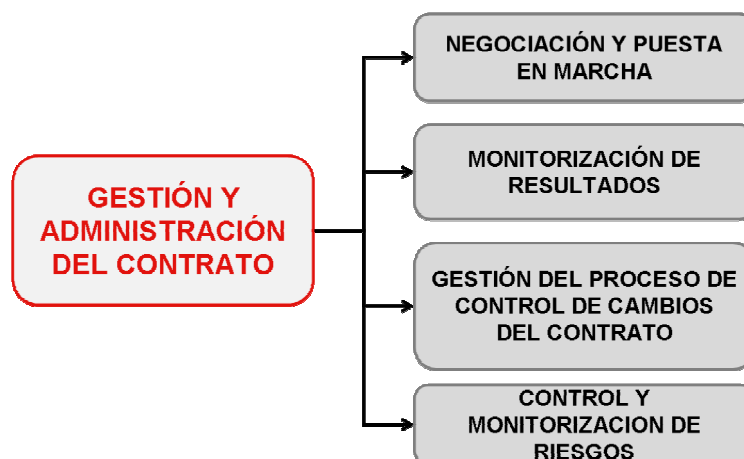 GESTIÓN Y
ADMINISTRACIÓN
DEL CONTRATO
NEGOCIACIÓN Y PUESTA
EN MARCHA
MONITORIZACIÓN DE
RESULTADOS
GESTIÓN DEL PROCESO DE
CONTROL DE CAMBIOS
DEL CONTRATO
CONTROL Y
MONITORIZACION DE
RIESGOS